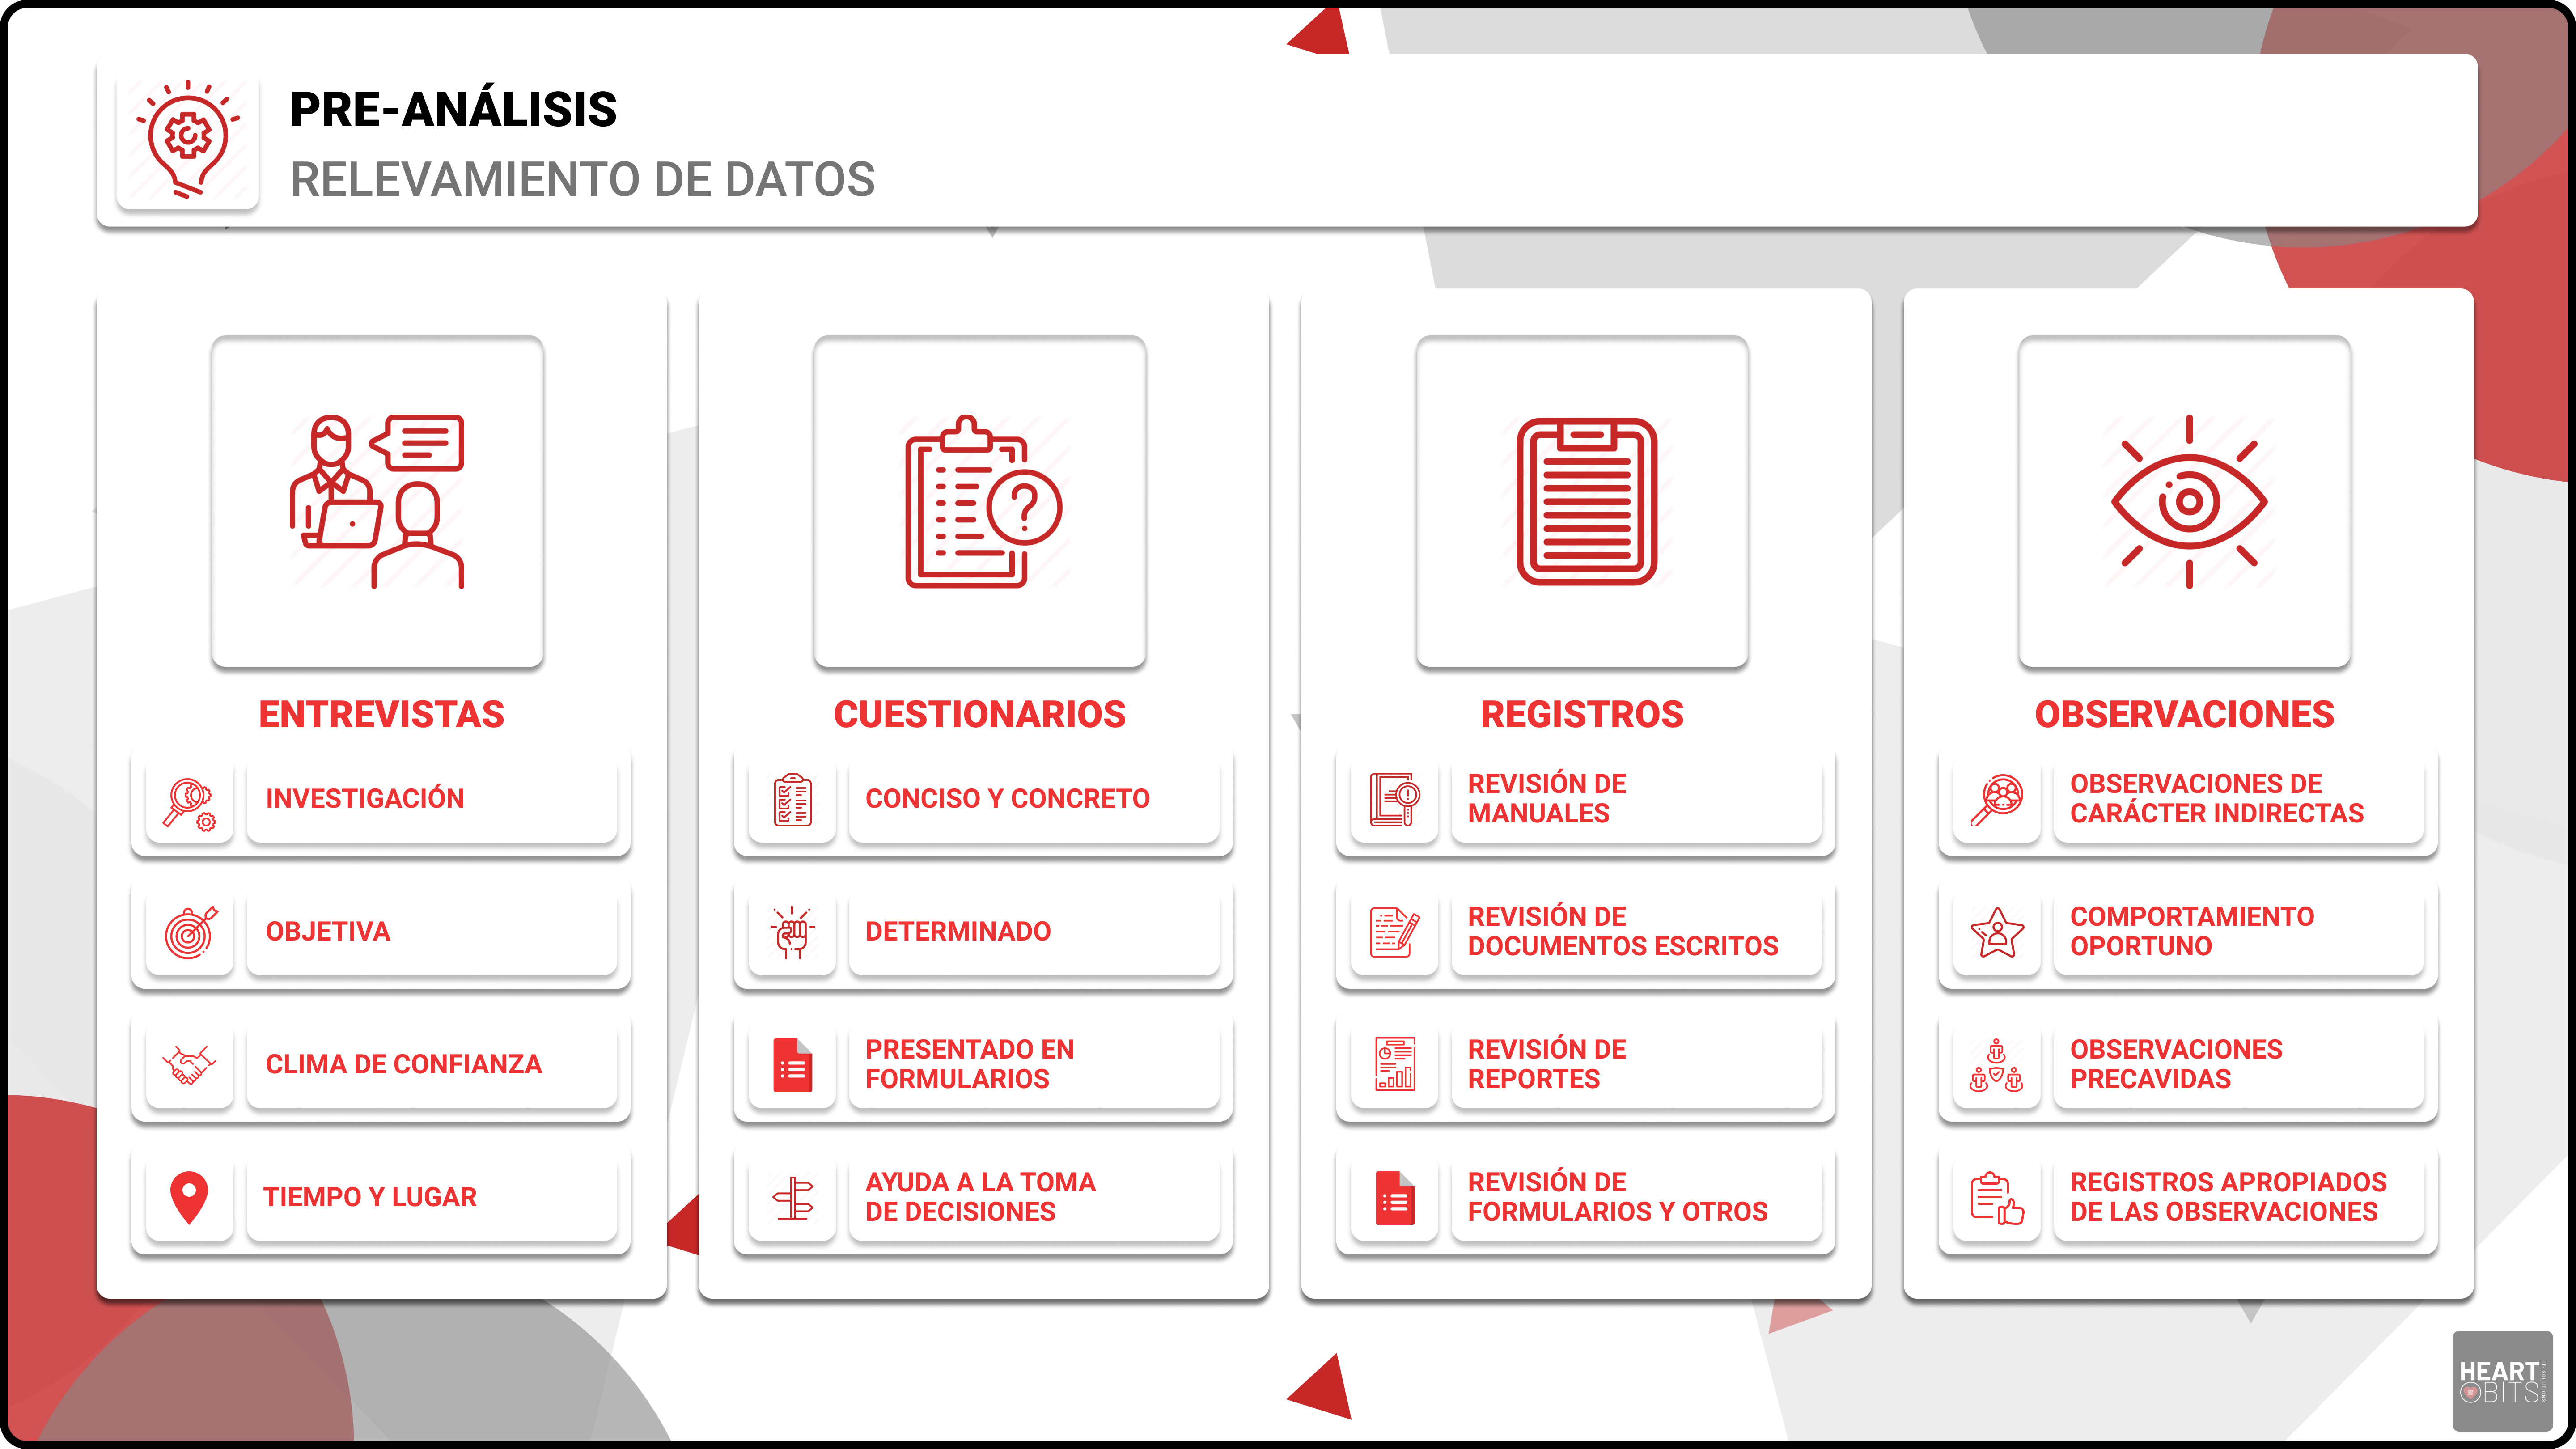 PRE-ANÁLISIS
RELEVAMIENTO DE DATOS
ENTREVISTAS
INVESTIGACIÓN
OBJETIVA
CLIMA DE CONFIANZA
TIEMPO Y LUGAR
CUESTIONARIOS
CONCISO Y CONCRETO
DETERMINADO
PRESENTADO EN
FORMULARIOS
AYUDA A LA TOMA
DE DECISIONES
REGISTROS
REVISIÓN DE
MANUALES
REVISIÓN DE
DOCUMENTOS ESCRITOS
REVISIÓN DE
REPORTES
REVISIÓN DE
FORMULARIOS Y OTROS
OBSERVACIONES
OBSERVACIONES DE
CARÁCTER INDIRECTAS
COMPORTAMIENTO
OPORTUNO
OBSERVACIONES
PRECAVIDAS
REGISTROS APROPIADOS
DE LAS OBSERVACIONES
HEART
BITS
IT SOLUTIONS